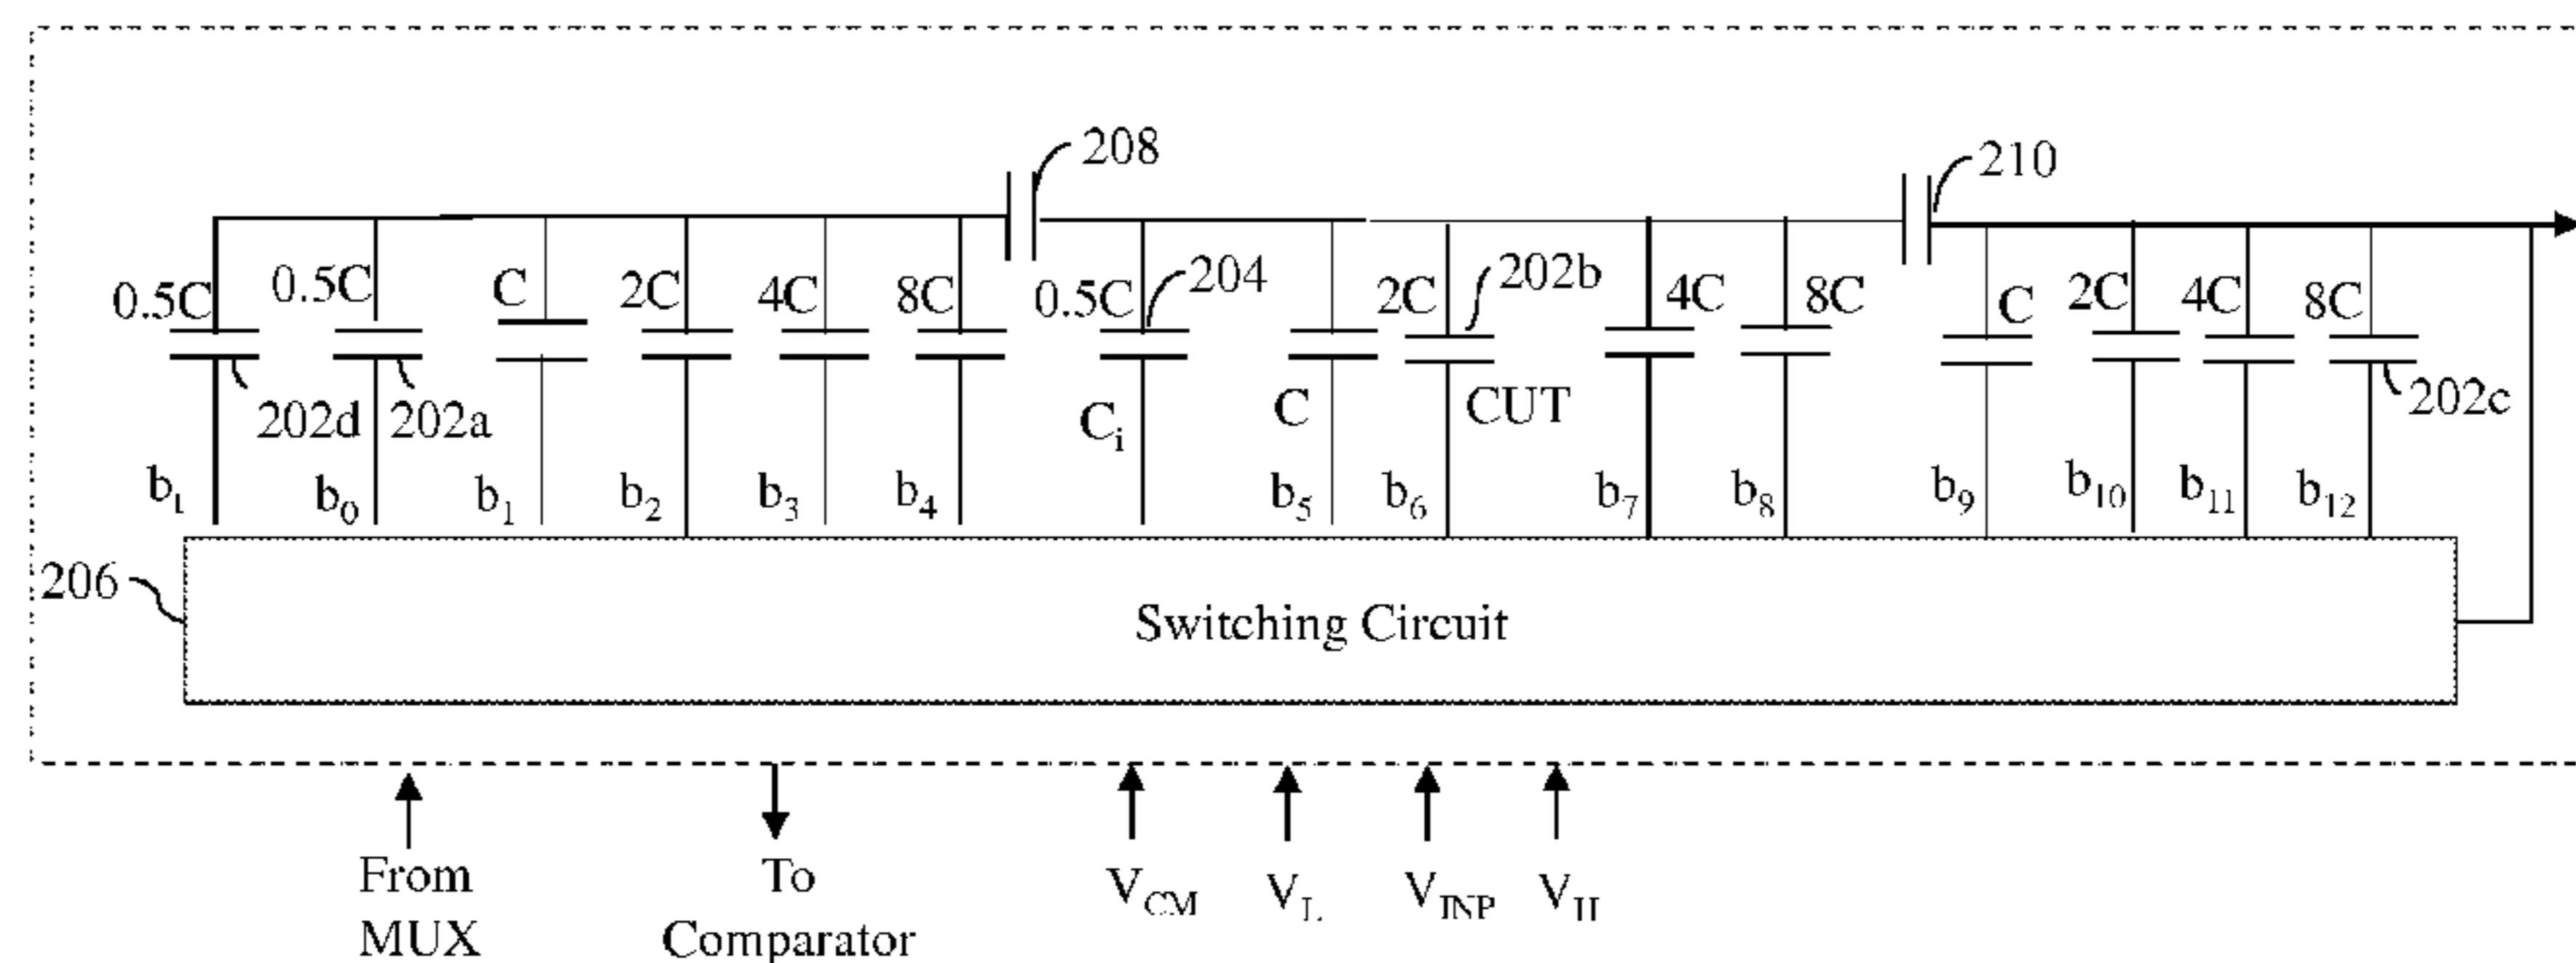 208
210
0.5C 0.5C C 2C 4C 8C 0.5C 204 2C 202b 4C 8C C 2C 4C 8C
202d 202a C_i C CUT 202c
b_t b_0 b_1 b_2 b_3 b_4 b_5 b_6 b_7 b_8 b_9 b_10 b_11 b_12
206
Switching Circuit
From MUX
To Comparator
V_CM V_L V_INP V_H